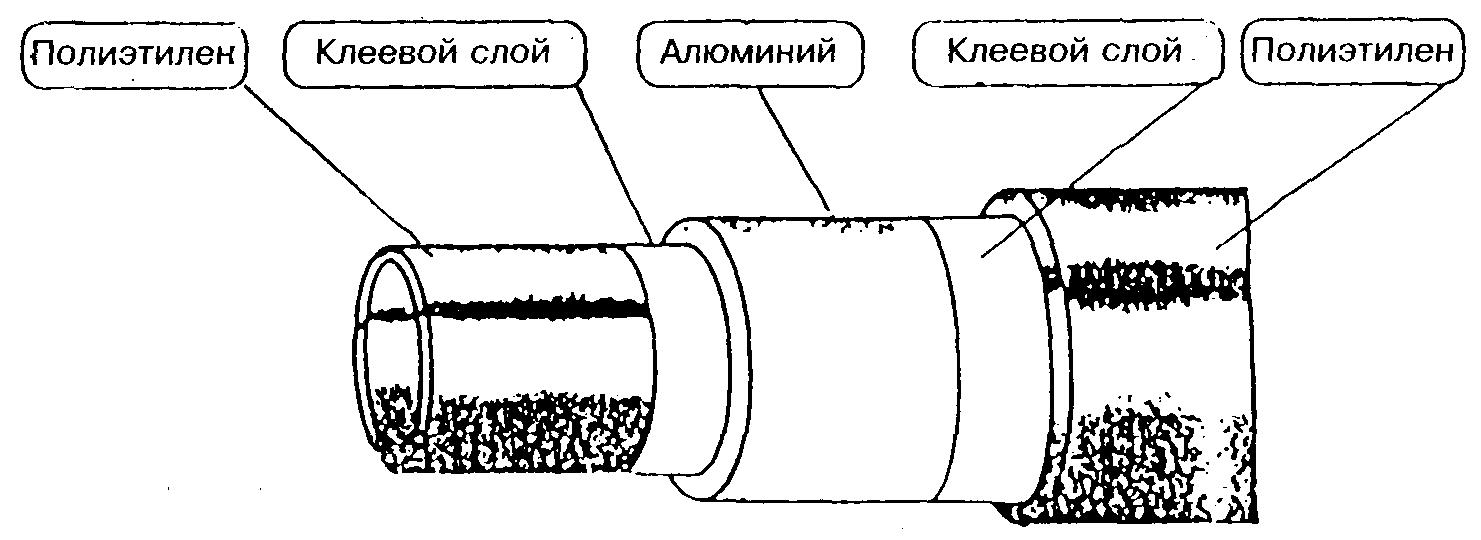 Полиэтилен
Клеевой слой
Алюминий
Клеевой слой
Полиэтилен